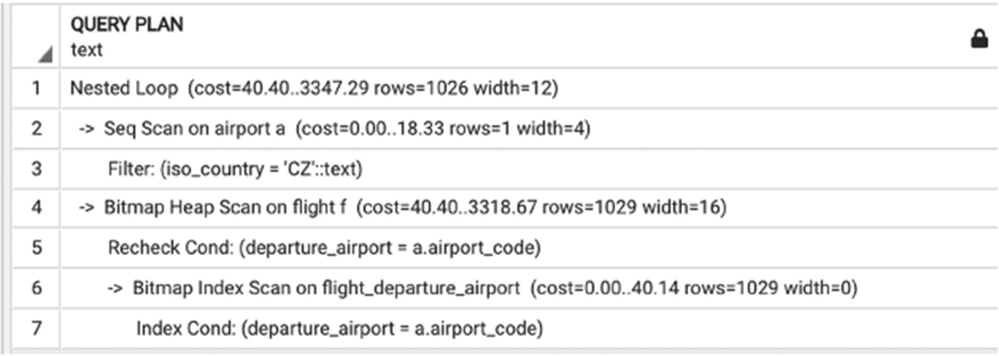 QUERY PLAN
text
1 Nested Loop (cost=40.40..3347.29 rows=1026 width=12)
2 -> Seq Scan on airport a (cost=0.00..18.33 rows=1 width=4)
3 Filter: (iso_country = 'CZ'::text)
4 -> Bitmap Heap Scan on flight f (cost=40.40..3318.67 rows=1029 width=16)
5 Recheck Cond: (departure_airport = a.airport_code)
6 -> Bitmap Index Scan on flight_departure_airport (cost=0.00..40.14 rows=1029 width=0)
7 Index Cond: (departure_airport = a.airport_code)